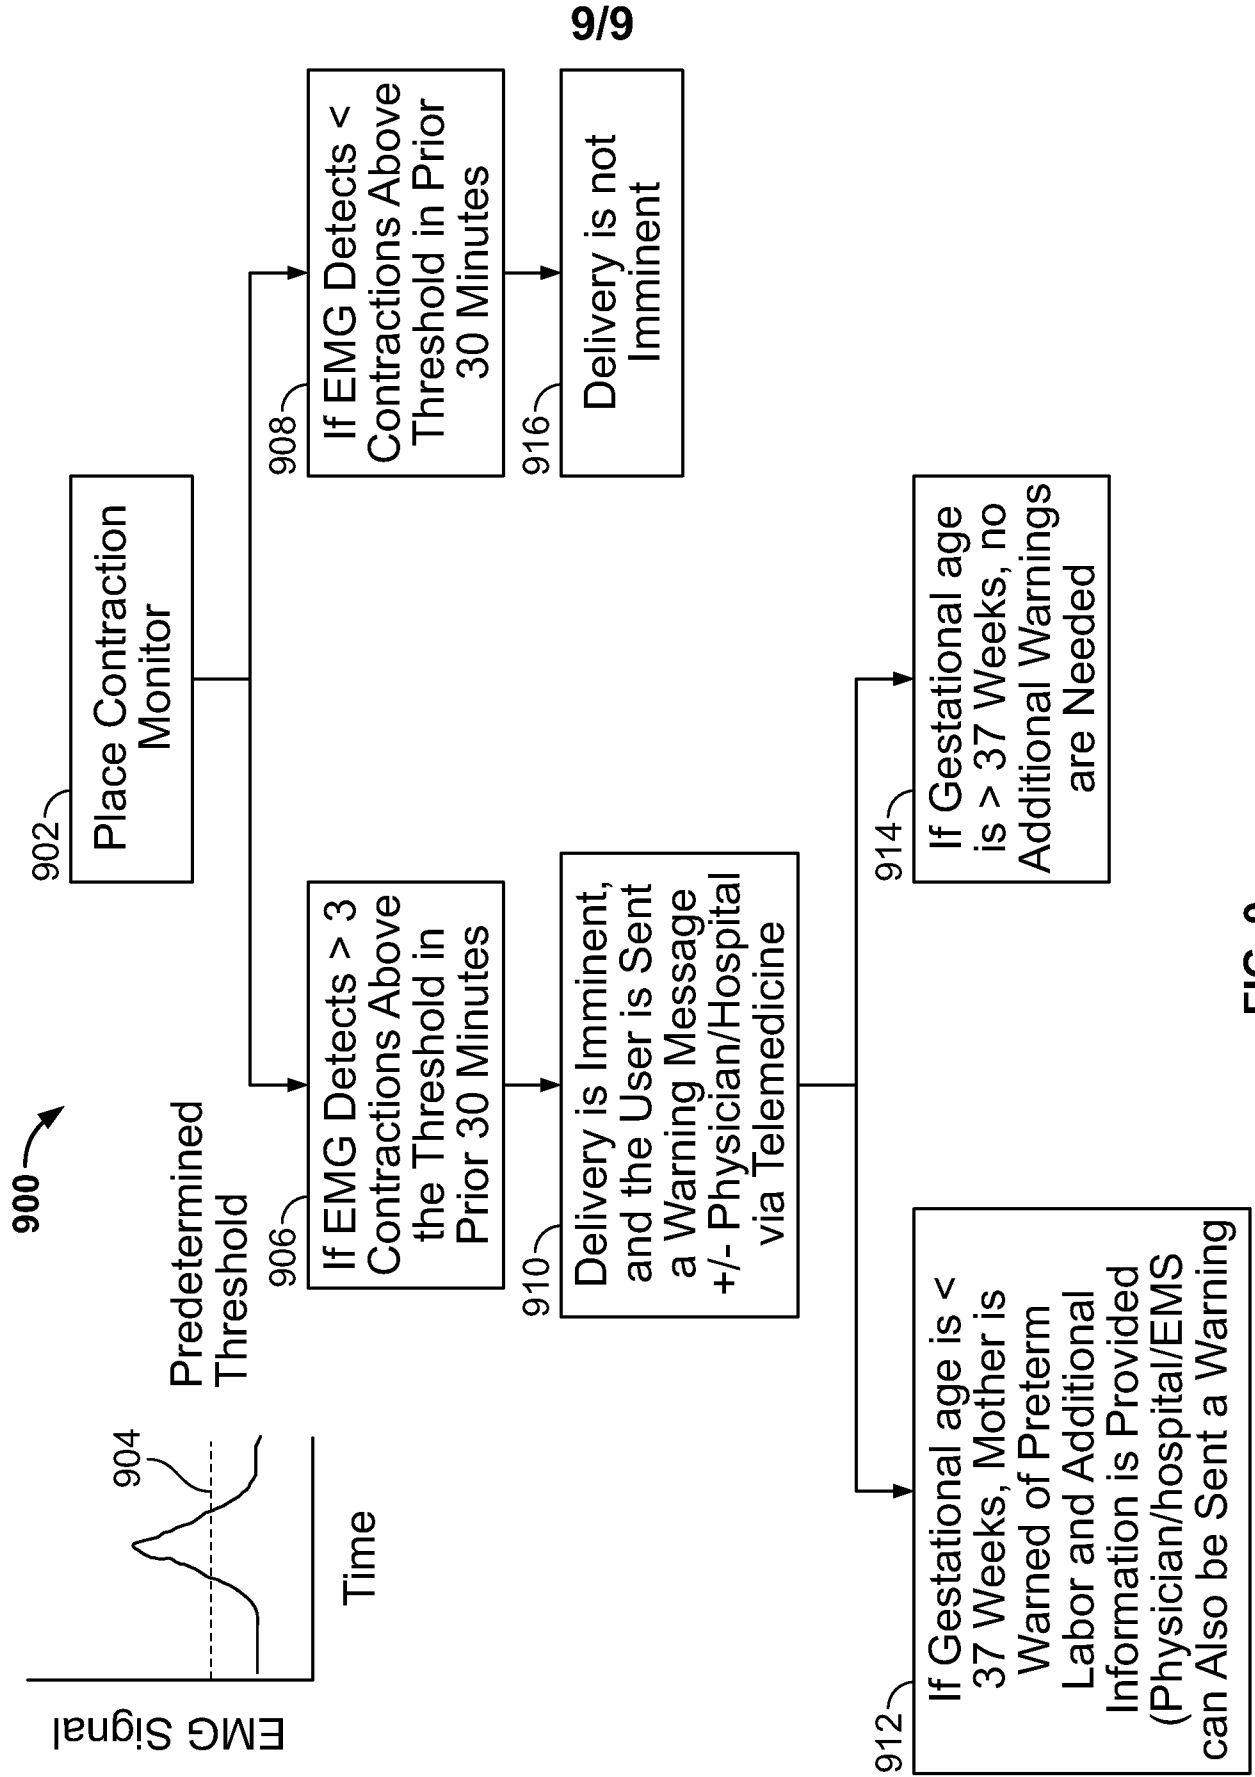 9/9
900
EMG Signal
904
Time
Predetermined
Threshold
902
Place Contraction
Monitor
906
If EMG Detects > 3
Contractions Above
the Threshold in
Prior 30 Minutes
908
If EMG Detects <
Contractions Above
Threshold in Prior
30 Minutes
910
Delivery is Imminent,
and the User is Sent
a Warning Message
+/- Physician/Hospital
via Telemedicine
916
Delivery is not
Imminent
912
If Gestational age is <
37 Weeks, Mother is
Warned of Preterm
Labor and Additional
Information is Provided
(Physician/hospital/EMS
can Also be Sent a Warning
914
If Gestational age
is > 37 Weeks, no
Additional Warnings
are Needed
FIG.